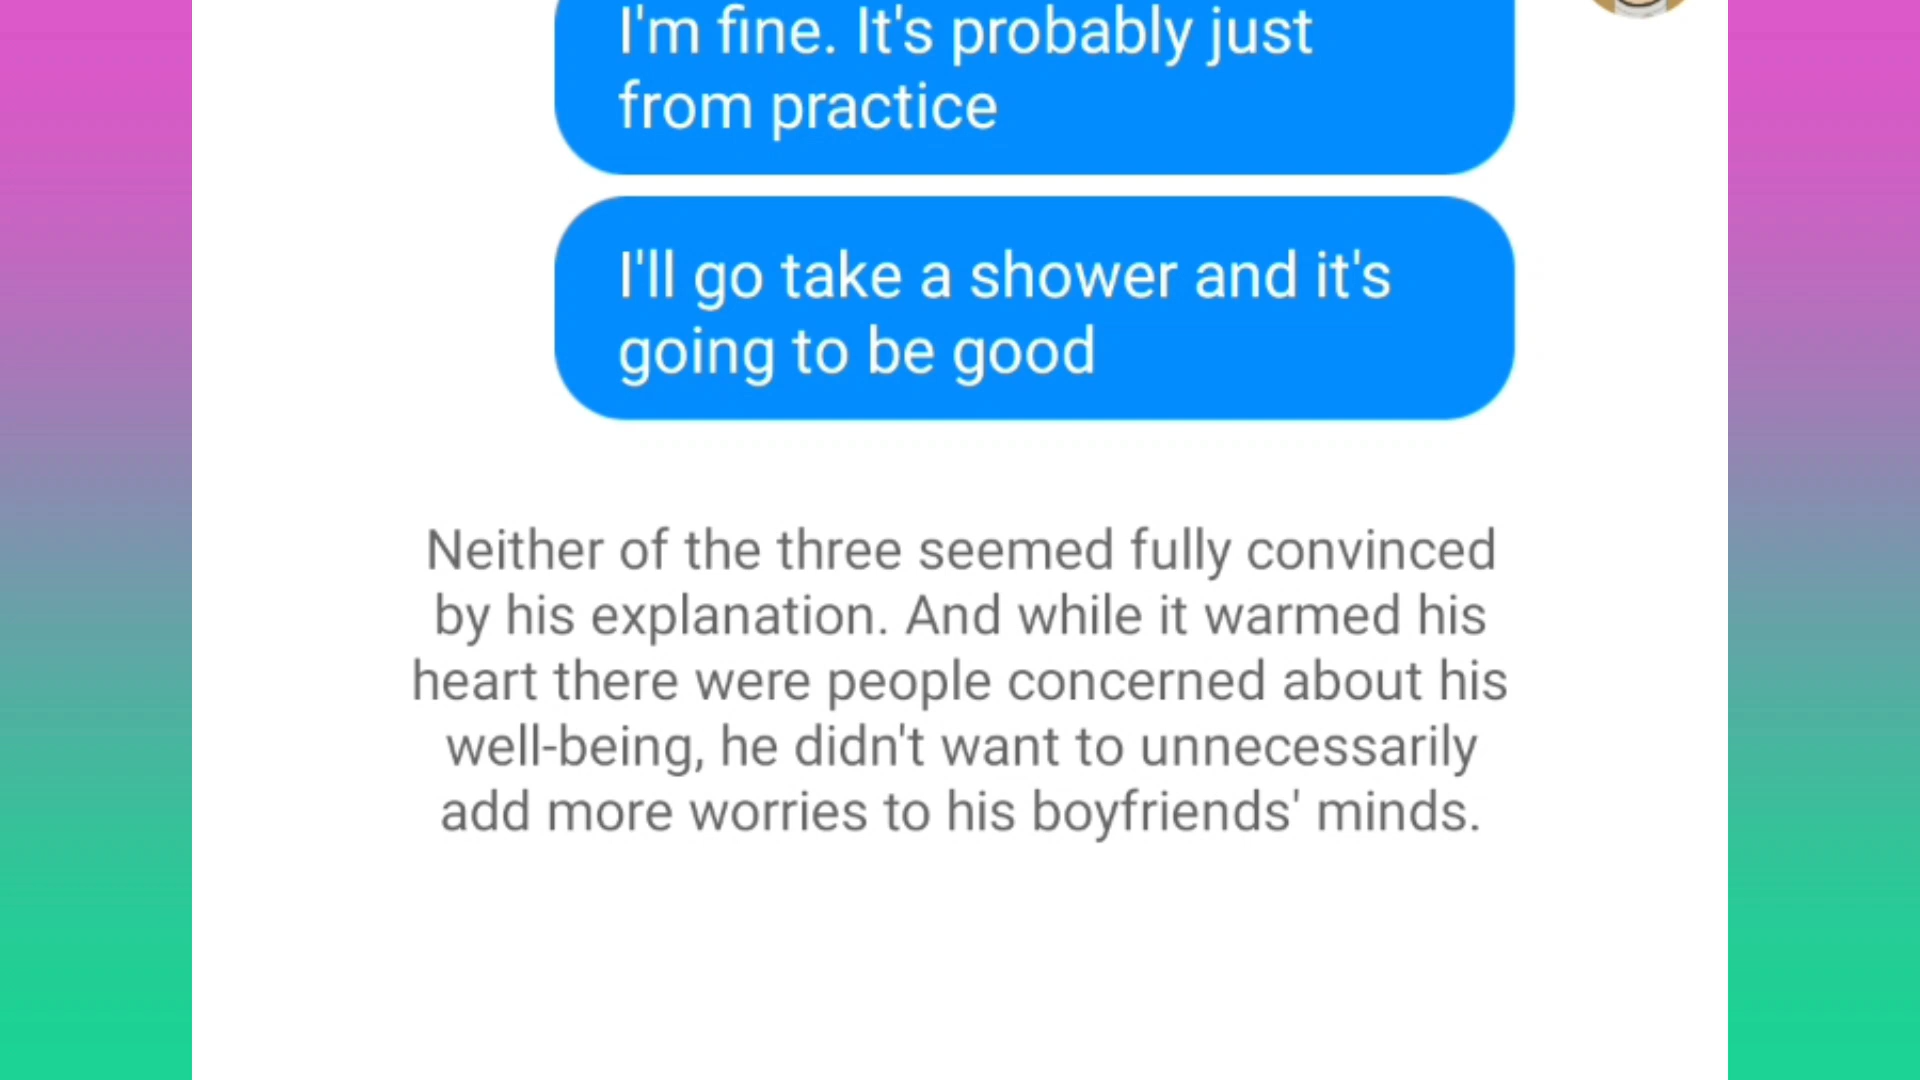 I'm fine. It's probably just
from practice
I'll go take a shower and it's
going to be good
Neither of the three seemed fully convinced
by his explanation. And while it warmed his
heart there were people concerned about his
well-being, he didn't want to unnecessarily
add more worries to his boyfriends' minds.